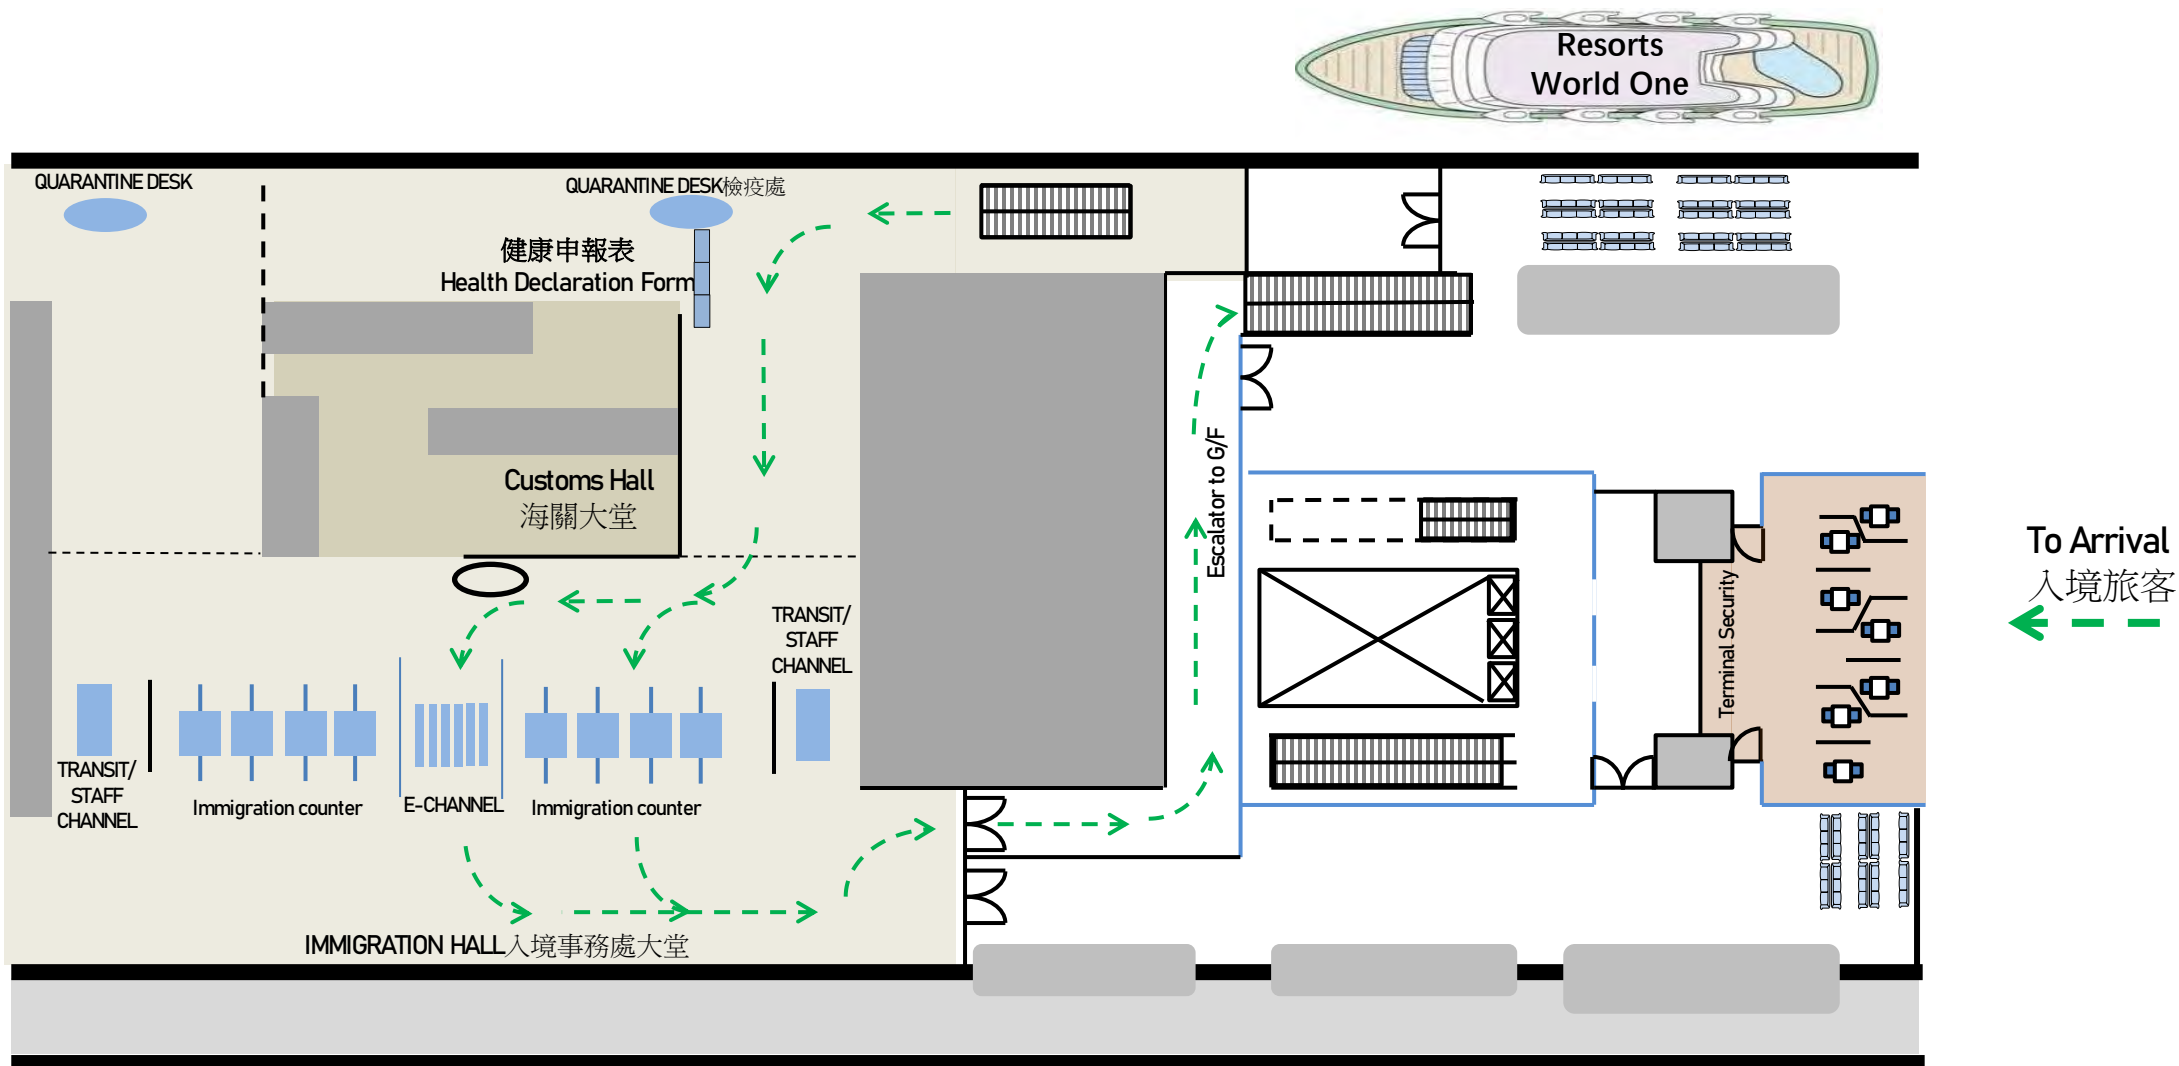 Resorts
World One
QUARANTINE DESK
QUARANTINE DESK檢疫處
健康申報表
Health Declaration Form
Customs Hall
海關大堂
Escalator to G/F
Terminal Security
To Arrival
入境旅客
TRANSIT/
STAFF
CHANNEL
TRANSIT/
STAFF
CHANNEL
Immigration counter
E-CHANNEL
Immigration counter
IMMIGRATION HALL入境事務處大堂